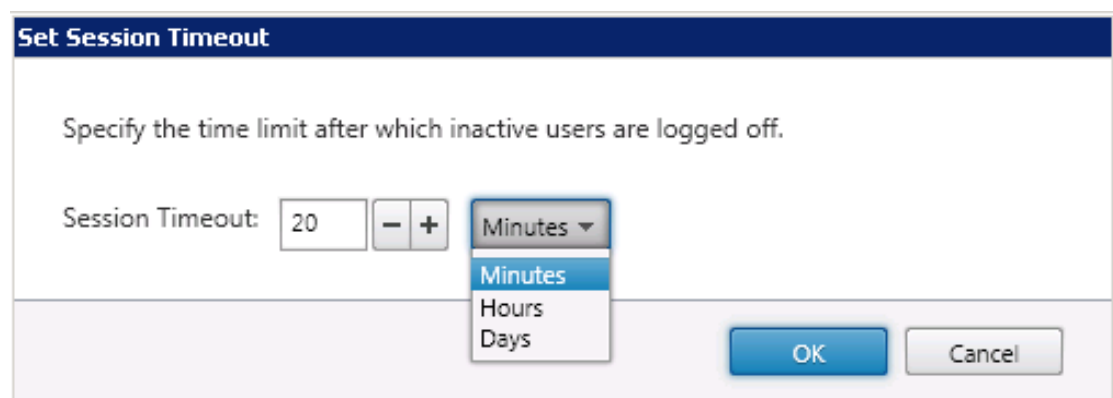 Set Session Timeout
Specify the time limit after which inactive users are logged off.
Session Timeout: 20 − + Minutes
Minutes
Hours
Days
OK Cancel